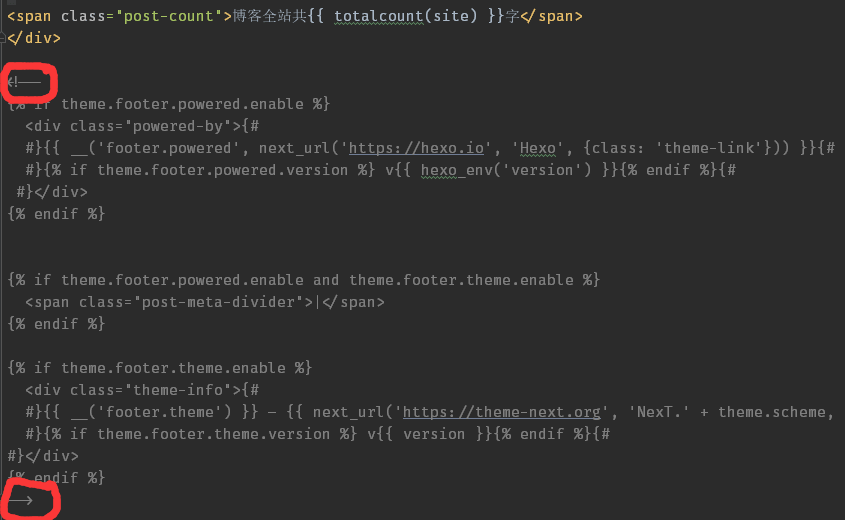 <span class="post-count">博客全站共{{ totalcount(site) }}字</span>
</div>
<!--
{% if theme.footer.powered.enable %}
<div class="powered-by">{#
#}{{ __('footer.powered', next_url('https://hexo.io', 'Hexo', {class: 'theme-link'})) }}{#
#}{% if theme.footer.powered.version %} v{{ hexo_env('version') }}{% endif %}{#
#}</div>
{% endif %}
{% if theme.footer.powered.enable and theme.footer.theme.enable %}
<span class="post-meta-divider">|</span>
{% endif %}
{% if theme.footer.theme.enable %}
<div class="theme-info">{#
#}{{ __('footer.theme') }} – {{ next_url('https://theme-next.org', 'NexT.' + theme.scheme,
#}{% if theme.footer.theme.version %} v{{ version }}{% endif %}{#
#}</div>
{% endif %}
-->